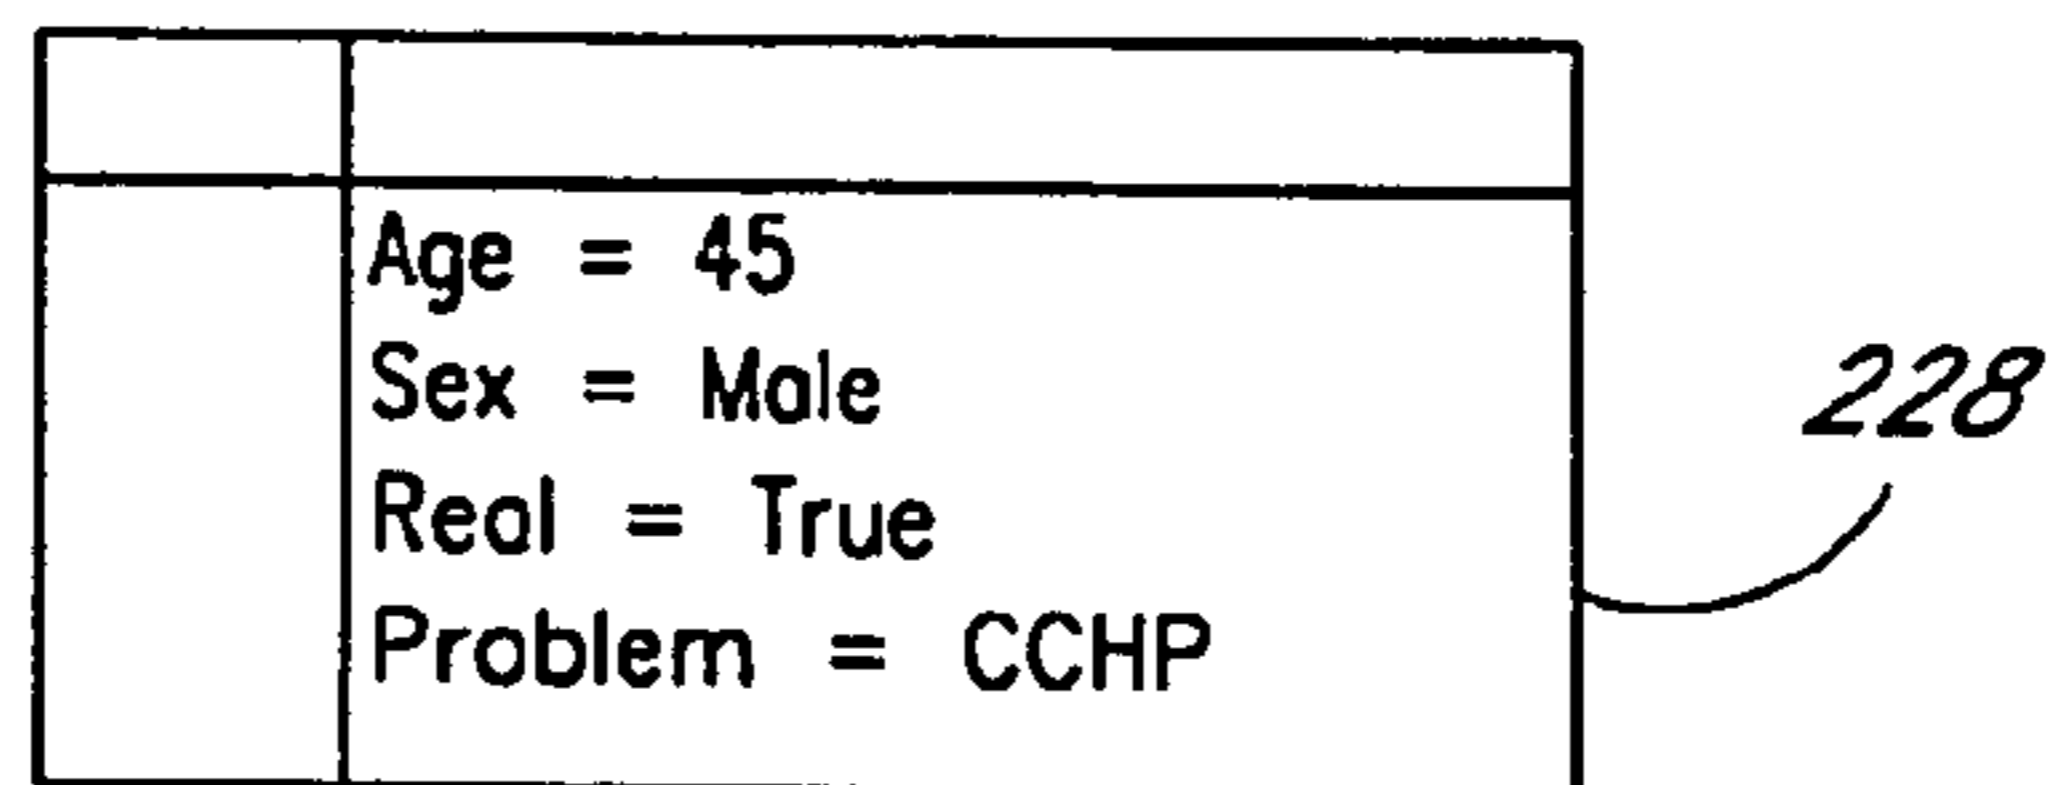 Age = 45
Sex = Male
Real = True
Problem = CCHP
228